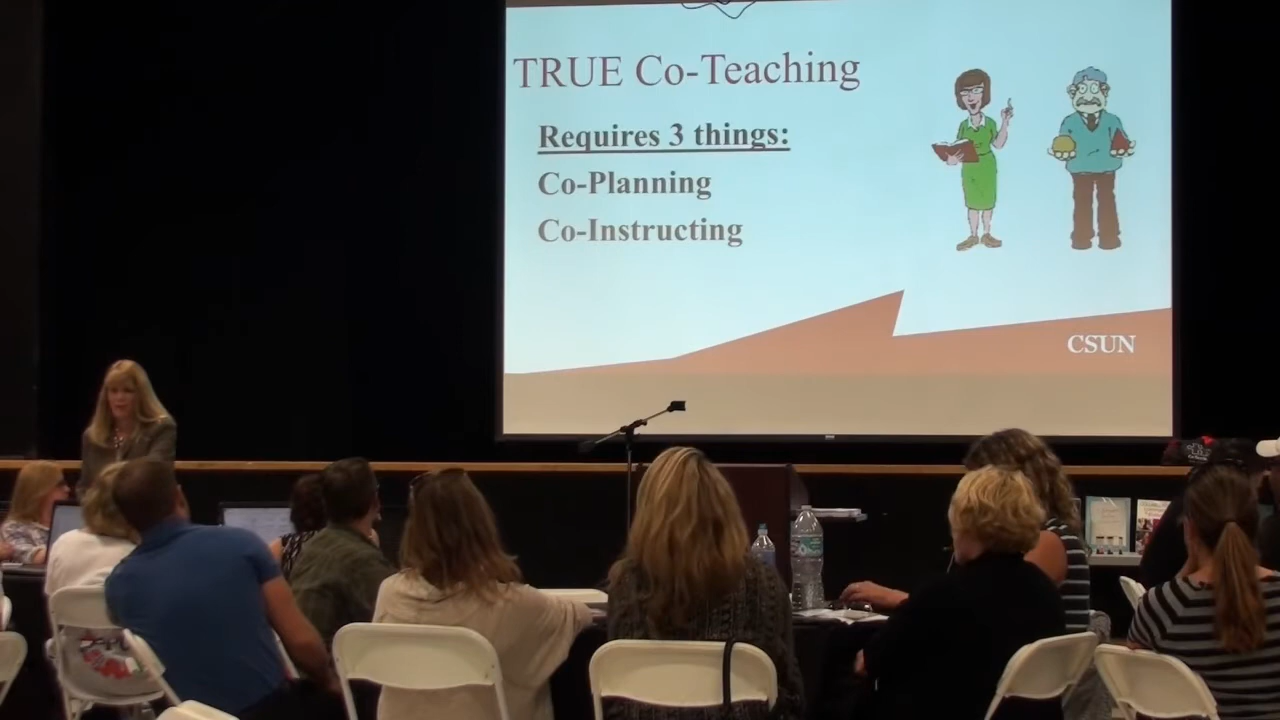 TRUE Co-Teaching
Requires 3 things:
Co-Planning
Co-Instructing
CSUN